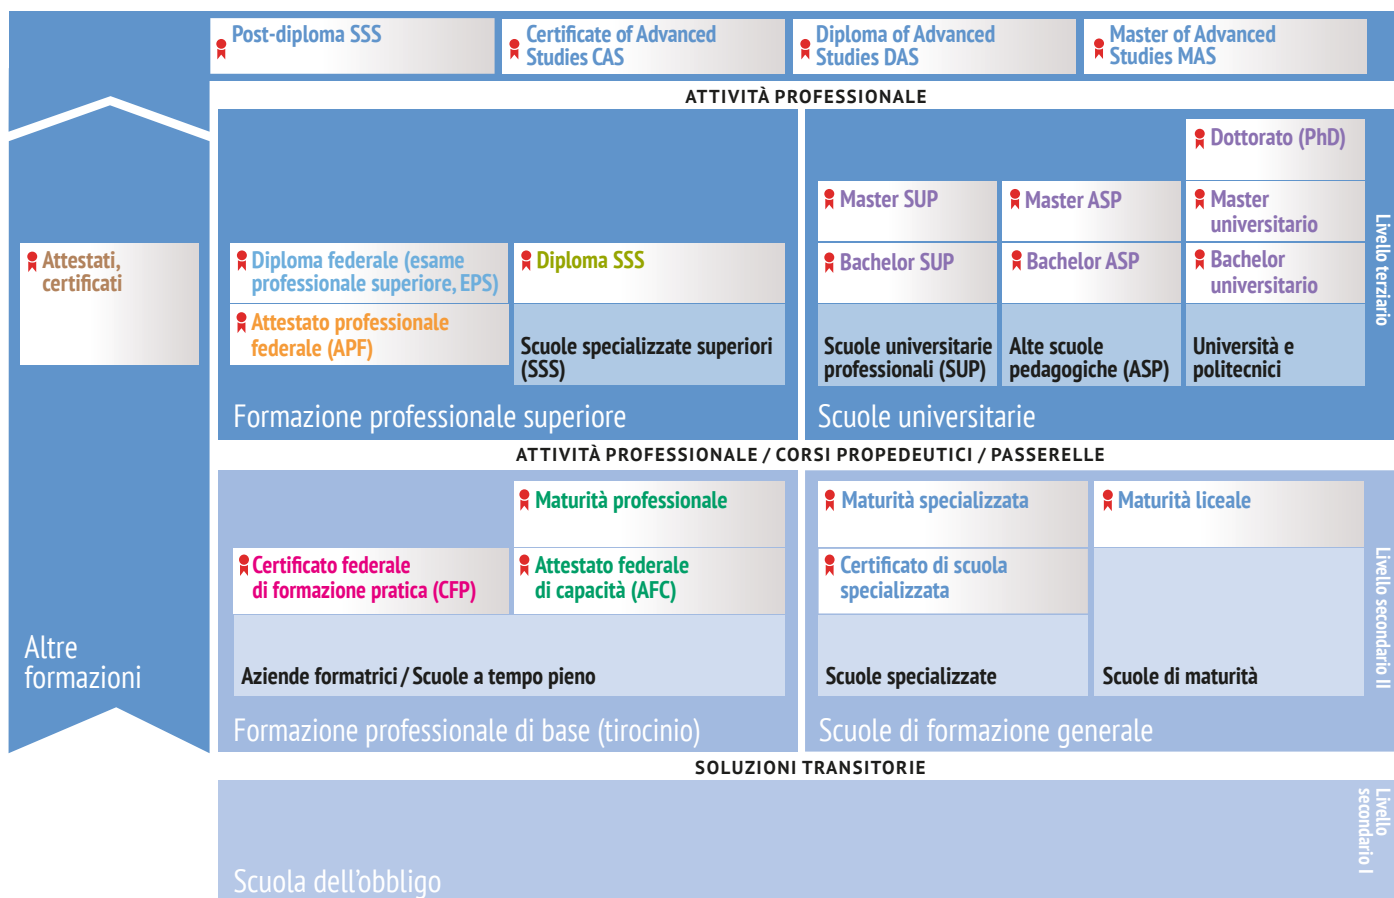 Post-diploma SSS
Certificate of Advanced
Studies CAS
Diploma of Advanced
Studies DAS
Master of Advanced
Studies MAS
ATTIVITÀ PROFESSIONALE
Dottorato (PhD)
Master SUP
Master ASP
Master
universitario
Attestati,
certificati
Diploma federale (esame
professionale superiore, EPS)
Diploma SSS
Bachelor SUP
Bachelor ASP
Bachelor
universitario
Attestato professionale
federale (APF)
Scuole specializzate superiori
(SSS)
Scuole universitarie
professionali (SUP)
Alte scuole
pedagogiche (ASP)
Università e
politecnici
Formazione professionale superiore
Scuole universitarie
Livello terziario
ATTIVITÀ PROFESSIONALE / CORSI PROPEDEUTICI / PASSERELLE
Maturità professionale
Maturità specializzata
Maturità liceale
Certificato federale
di formazione pratica (CFP)
Attestato federale
di capacità (AFC)
Certificato di scuola
specializzata
Altre
formazioni
Aziende formatrici / Scuole a tempo pieno
Scuole specializzate
Scuole di maturità
Formazione professionale di base (tirocinio)
Scuole di formazione generale
Livello secondario II
SOLUZIONI TRANSITORIE
Livello
secondario I
Scuola dell'obbligo